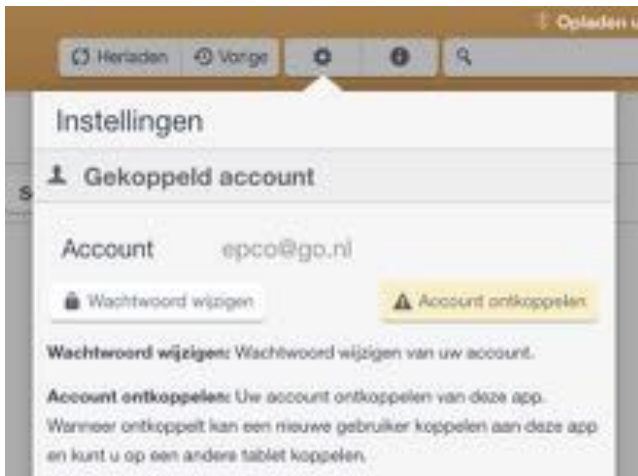 Opladen
Herladen Vorige
Instellingen
Gekoppeld account
Account epco@go.nl
Wachtwoord wijzigen Account ontkoppelen
Wachtwoord wijzigen: Wachtwoord wijzigen van uw account.
Account ontkoppelen: Uw account ontkoppelen van deze app.
Wanneer ontkoppelt kan een nieuwe gebruiker koppelen aan deze app
en kunt u op een andere tablet koppelen.